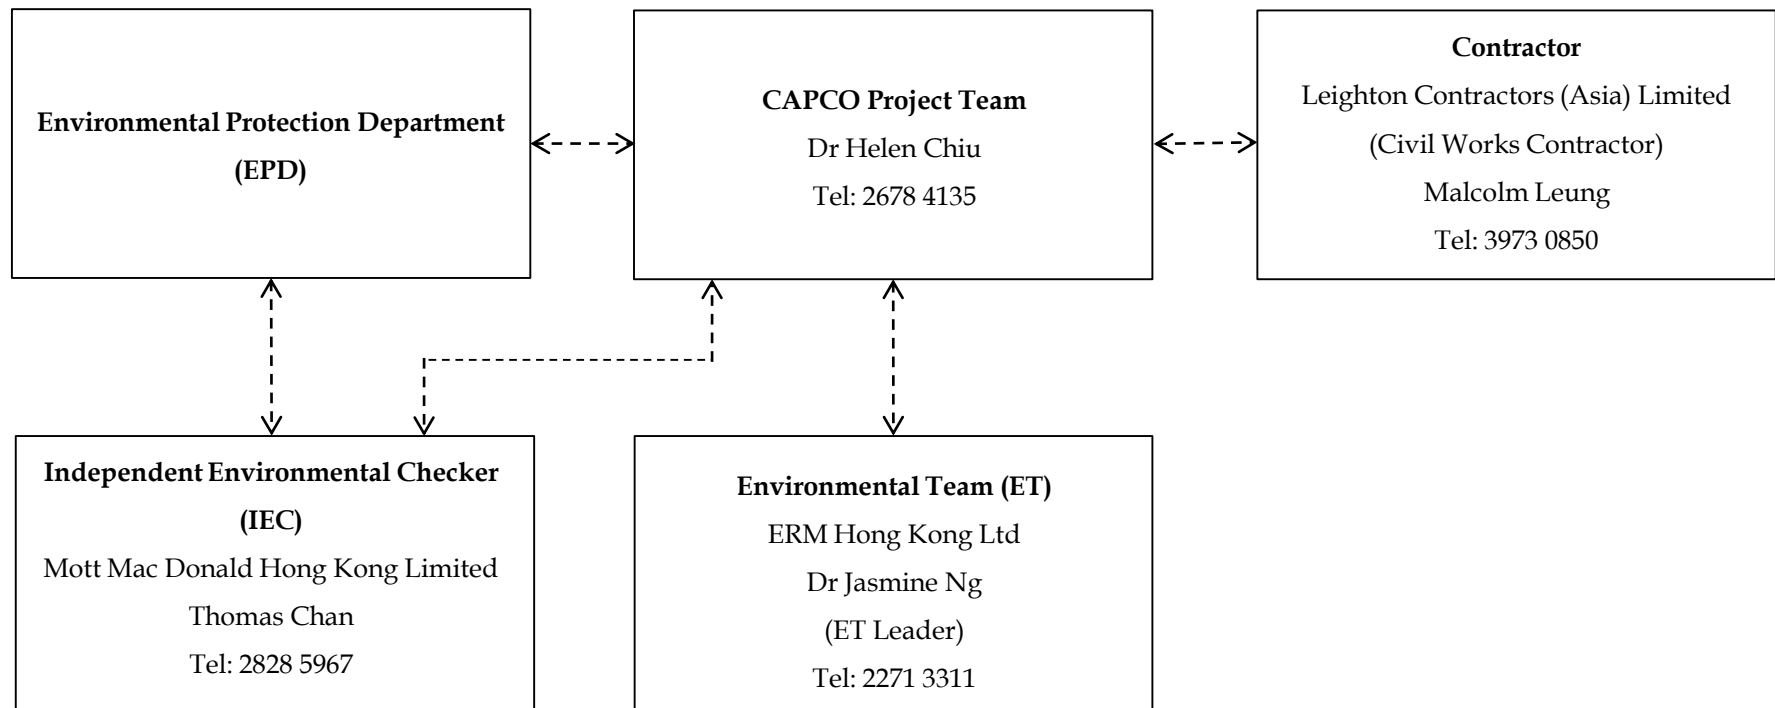 Environmental Protection Department
(EPD)
CAPCO Project Team
Dr Helen Chiu
Tel: 2678 4135
Contractor
Leighton Contractors (Asia) Limited
(Civil Works Contractor)
Malcolm Leung
Tel: 3973 0850
Independent Environmental Checker
(IEC)
Mott Mac Donald Hong Kong Limited
Thomas Chan
Tel: 2828 5967
Environmental Team (ET)
ERM Hong Kong Ltd
Dr Jasmine Ng
(ET Leader)
Tel: 2271 3311